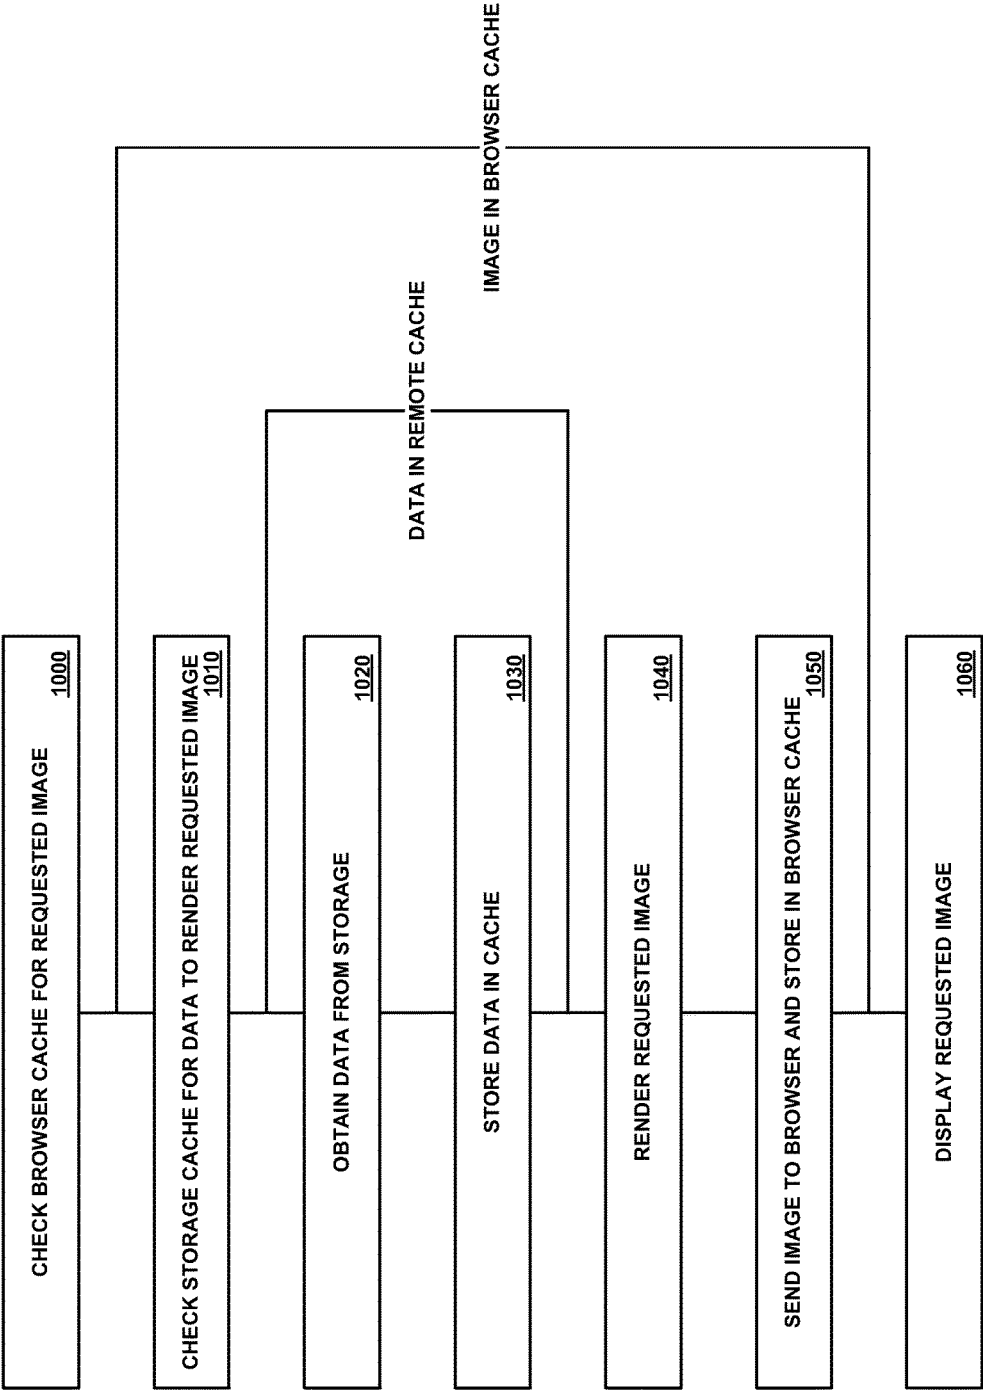 CHECK BROWSER CACHE FOR REQUESTED IMAGE
1000
CHECK STORAGE CACHE FOR DATA TO RENDER REQUESTED IMAGE
1010
OBTAIN DATA FROM STORAGE
1020
STORE DATA IN CACHE
1030
RENDER REQUESTED IMAGE
1040
SEND IMAGE TO BROWSER AND STORE IN BROWSER CACHE
1050
DISPLAY REQUESTED IMAGE
1060
DATA IN REMOTE CACHE
IMAGE IN BROWSER CACHE